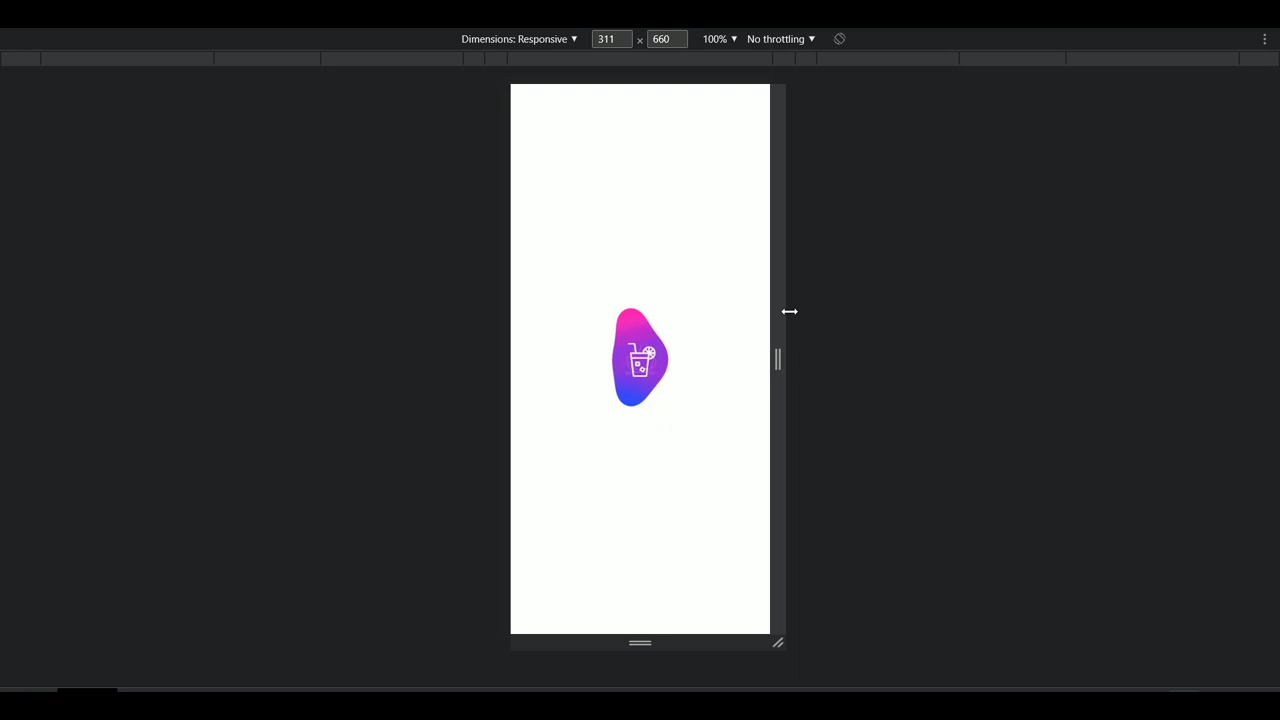 Dimensions: Responsive ▼ 311 × 660 100% ▼ No throttling ▼